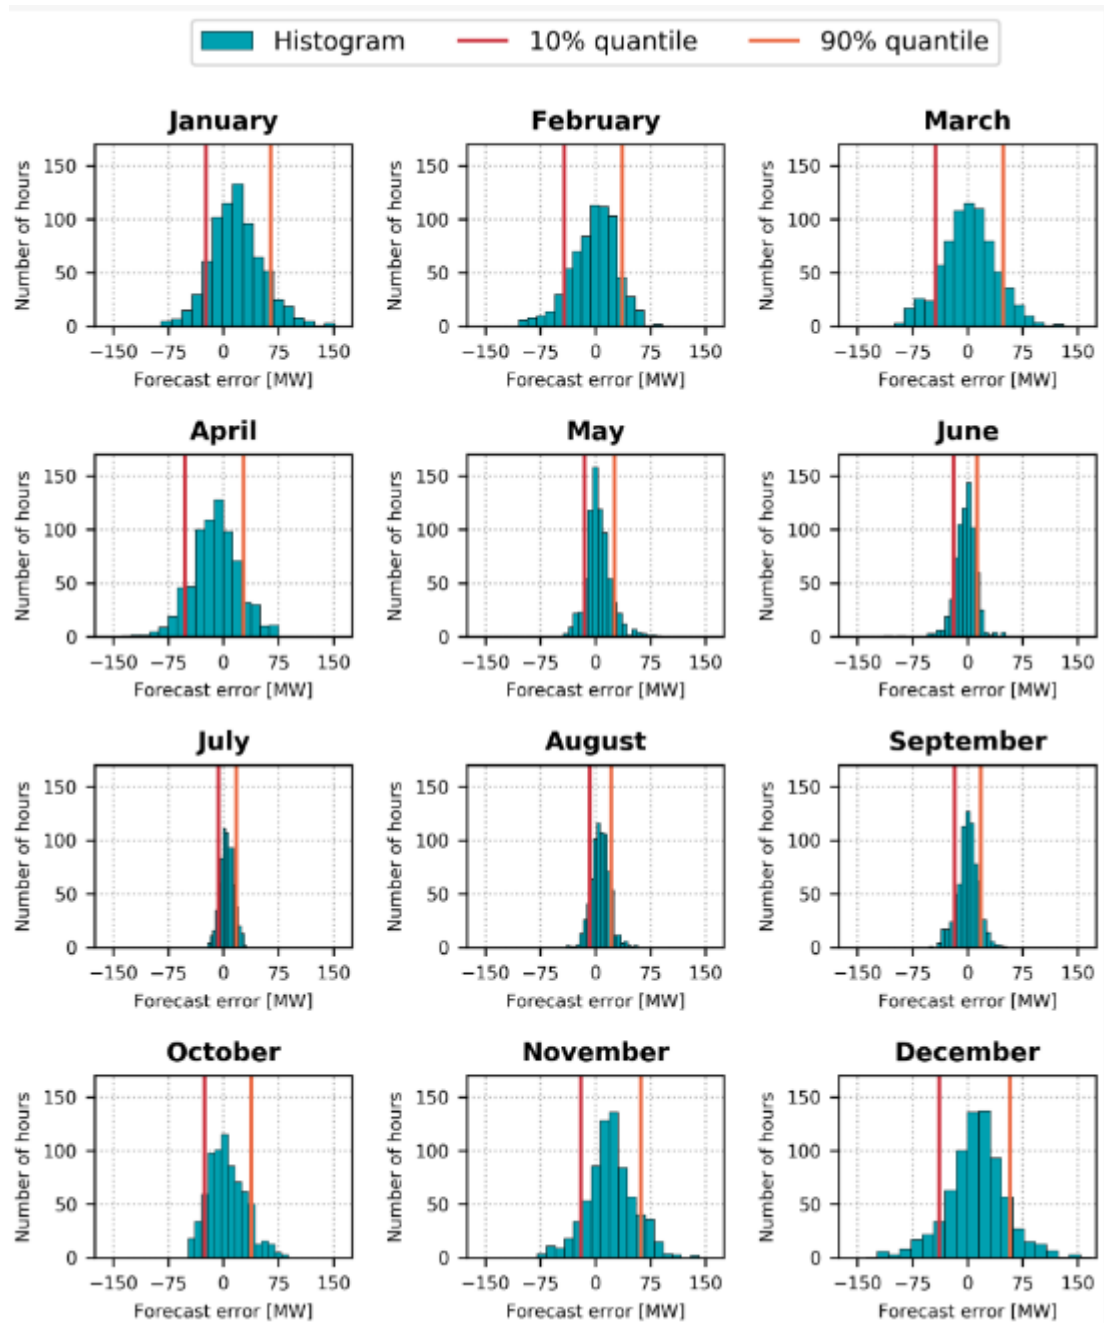 Histogram 10% quantile 90% quantile
January February March
150 150 150
100 100 100
50 50 50
0 0 0
Number of hours Number of hours Number of hours
−150 −75 0 75 150 −150 −75 0 75 150 −150 −75 0 75 150
Forecast error [MW] Forecast error [MW] Forecast error [MW]
April May June
150 150 150
100 100 100
50 50 50
0 0 0
Number of hours Number of hours Number of hours
−150 −75 0 75 150 −150 −75 0 75 150 −150 −75 0 75 150
Forecast error [MW] Forecast error [MW] Forecast error [MW]
July August September
150 150 150
100 100 100
50 50 50
0 0 0
Number of hours Number of hours Number of hours
−150 −75 0 75 150 −150 −75 0 75 150 −150 −75 0 75 150
Forecast error [MW] Forecast error [MW] Forecast error [MW]
October November December
150 150 150
100 100 100
50 50 50
0 0 0
Number of hours Number of hours Number of hours
−150 −75 0 75 150 −150 −75 0 75 150 −150 −75 0 75 150
Forecast error [MW] Forecast error [MW] Forecast error [MW]